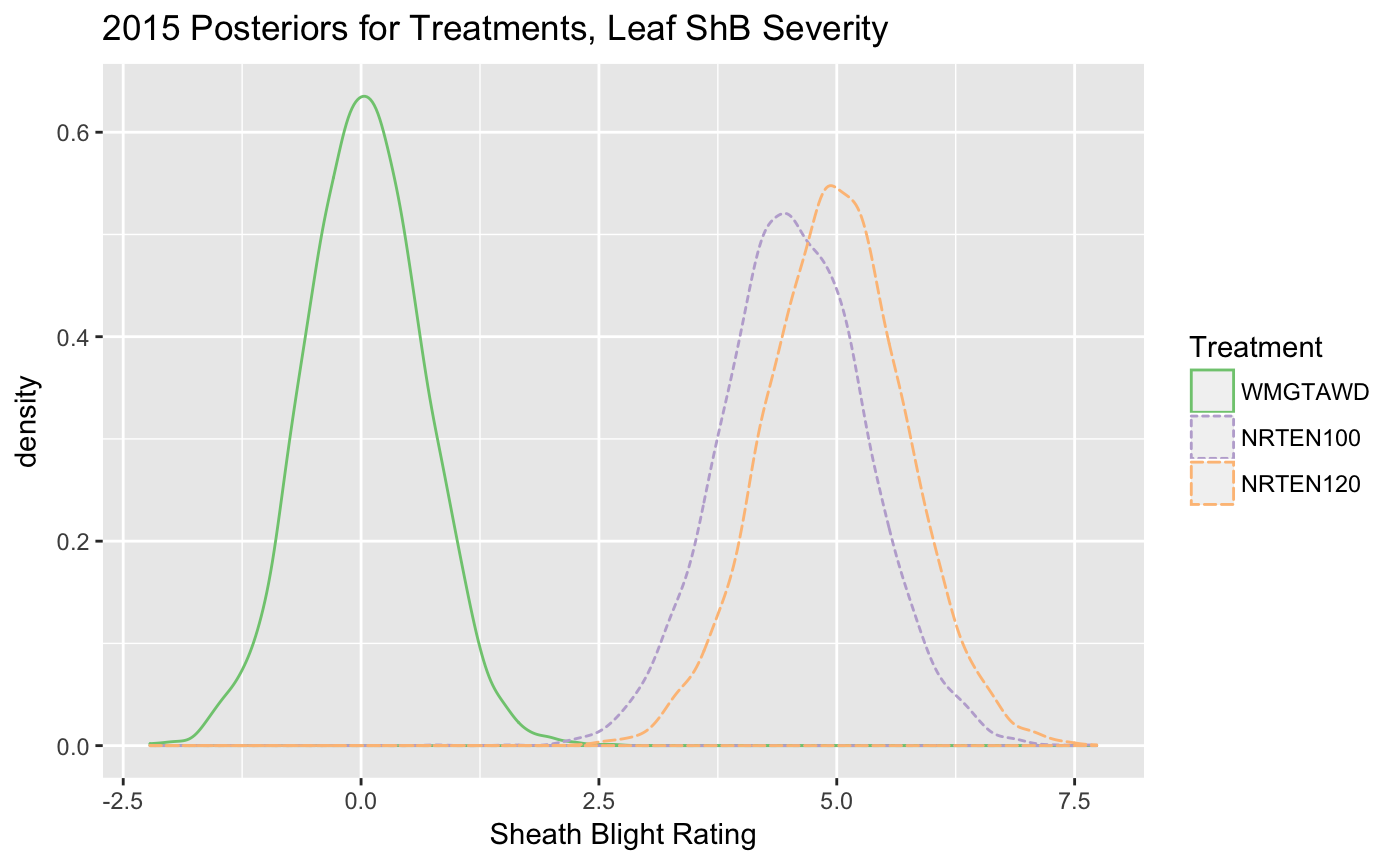 2015 Posteriors for Treatments, Leaf ShB Severity
0.6
0.4
0.2
0.0
density
-2.5 0.0 2.5 5.0 7.5
Sheath Blight Rating
Treatment
WMGTAWD
NRTEN100
NRTEN120